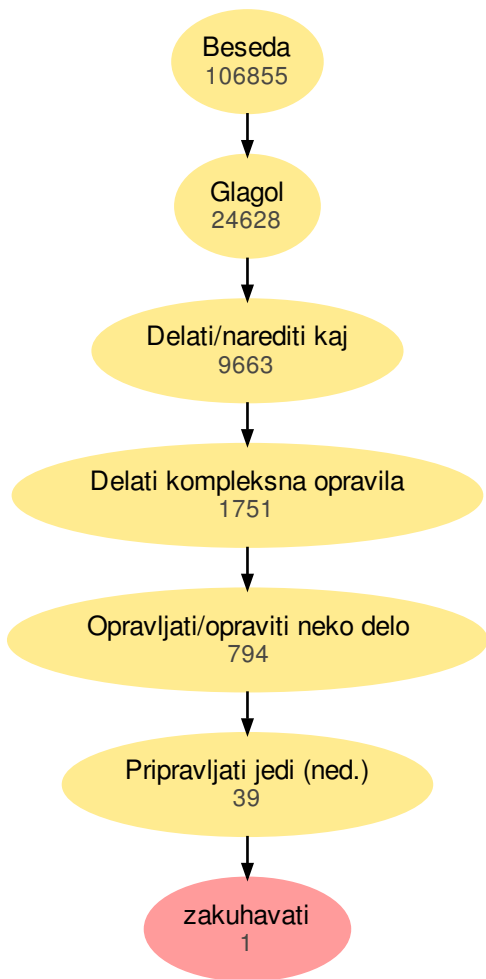 Beseda
106855
Glagol
24628
Delati/narediti kaj
9663
Delati kompleksna opravila
1751
Opravljati/opraviti neko delo
794
Pripravljati jedi (ned.)
39
zakuhavati
1